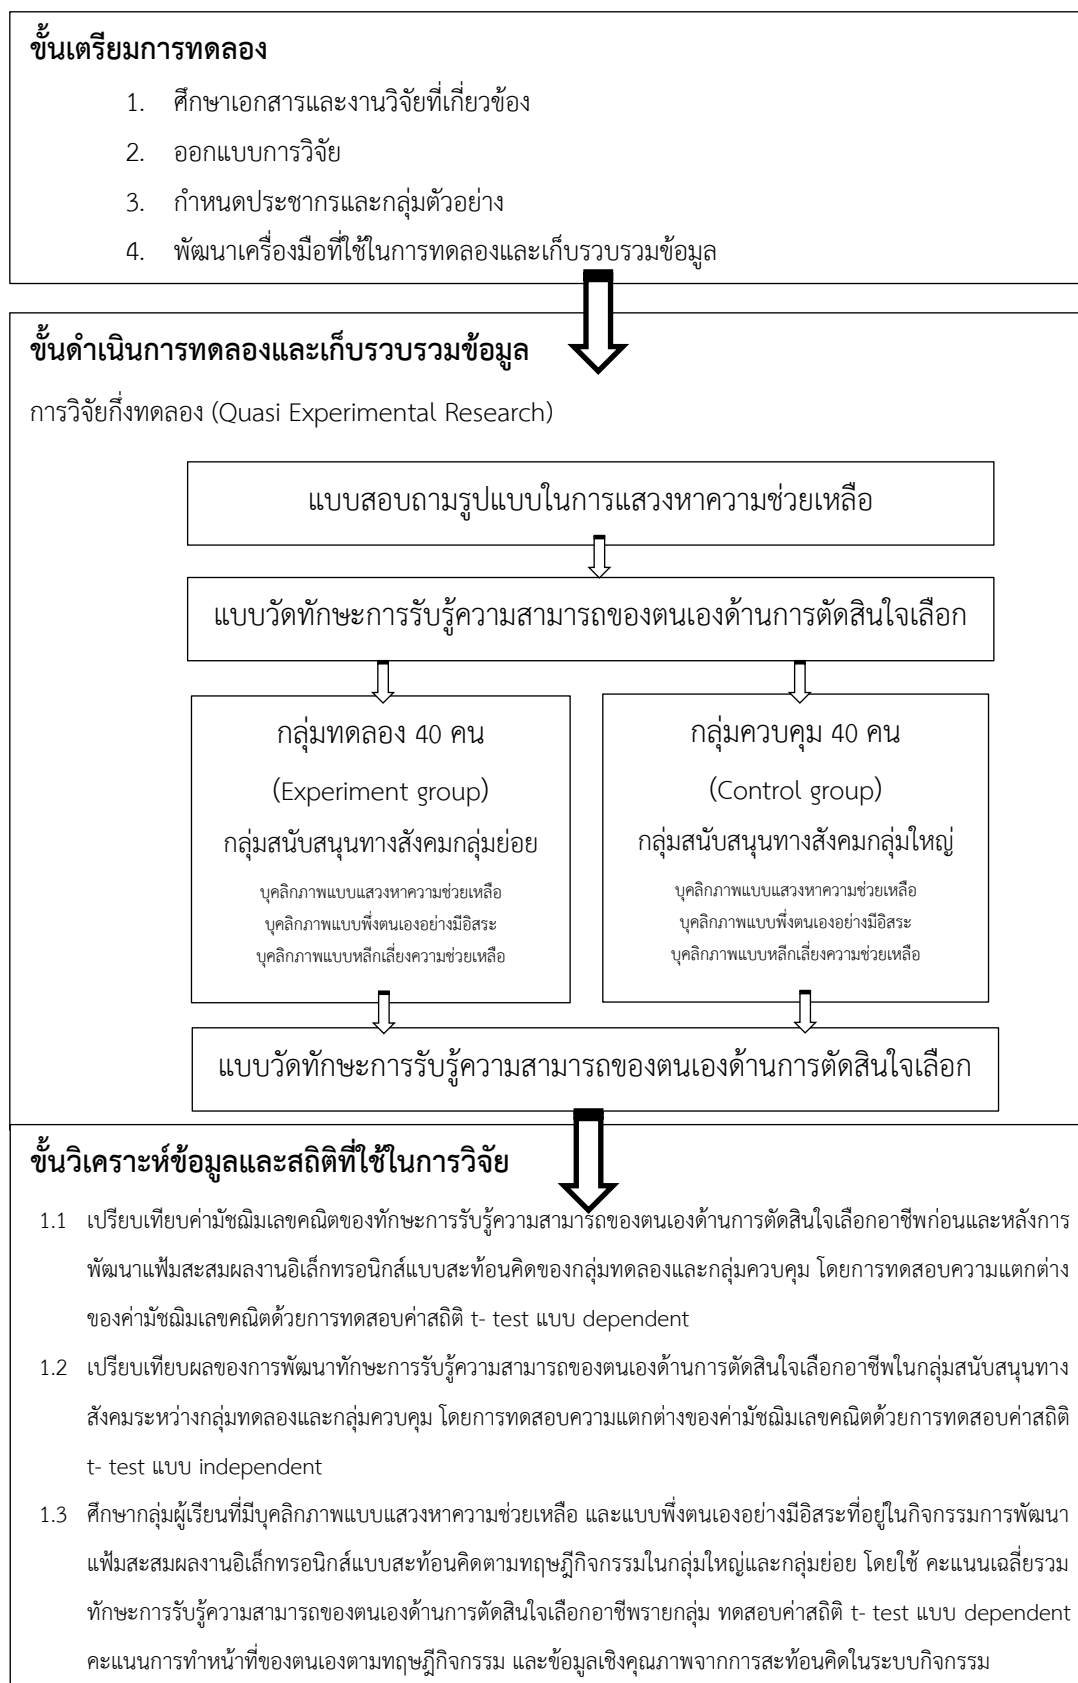 ขั้นเตรียมการทดลอง
1. ศึกษาเอกสารและงานวิจัยที่เกี่ยวข้อง
2. ออกแบบการวิจัย
3. กำหนดประชากรและกลุ่มตัวอย่าง
4. พัฒนาเครื่องมือที่ใช้ในการทดลองและเก็บรวบรวมข้อมูล
ขั้นดำเนินการทดลองและเก็บรวบรวมข้อมูล
การวิจัยกึ่งทดลอง (Quasi Experimental Research)
แบบสอบถามรูปแบบในการแสวงหาความช่วยเหลือ
แบบวัดทักษะการรับรู้ความสามารถของตนเองด้านการตัดสินใจเลือก
กลุ่มทดลอง 40 คน
(Experiment group)
กลุ่มสนับสนุนทางสังคมกลุ่มย่อย
บุคลิกภาพแบบแสวงหาความช่วยเหลือ
บุคลิกภาพแบบพึ่งตนเองอย่างมีอิสระ
บุคลิกภาพแบบหลีกเลี่ยงความช่วยเหลือ
กลุ่มควบคุม 40 คน
(Control group)
กลุ่มสนับสนุนทางสังคมกลุ่มใหญ่
บุคลิกภาพแบบแสวงหาความช่วยเหลือ
บุคลิกภาพแบบพึ่งตนเองอย่างมีอิสระ
บุคลิกภาพแบบหลีกเลี่ยงความช่วยเหลือ
แบบวัดทักษะการรับรู้ความสามารถของตนเองด้านการตัดสินใจเลือก
ขั้นวิเคราะห์ข้อมูลและสถิติที่ใช้ในการวิจัย
1.1 เปรียบเทียบค่ามัชฌิมเลขคณิตของทักษะการรับรู้ความสามารถของตนเองด้านการตัดสินใจเลือกอาชีพก่อนและหลังการ
พัฒนาแฟ้มสะสมผลงานอิเล็กทรอนิกส์แบบสะท้อนคิดของกลุ่มทดลองและกลุ่มควบคุม โดยการทดสอบความแตกต่าง
ของค่ามัชฌิมเลขคณิตด้วยการทดสอบค่าสถิติ t- test แบบ dependent
1.2 เปรียบเทียบผลของการพัฒนาทักษะการรับรู้ความสามารถของตนเองด้านการตัดสินใจเลือกอาชีพในกลุ่มสนับสนุนทาง
สังคมระหว่างกลุ่มทดลองและกลุ่มควบคุม โดยการทดสอบความแตกต่างของค่ามัชฌิมเลขคณิตด้วยการทดสอบค่าสถิติ
t- test แบบ independent
1.3 ศึกษากลุ่มผู้เรียนที่มีบุคลิกภาพแบบแสวงหาความช่วยเหลือ และแบบพึ่งตนเองอย่างมีอิสระที่อยู่ในกิจกรรมการพัฒนา
แฟ้มสะสมผลงานอิเล็กทรอนิกส์แบบสะท้อนคิดตามทฤษฎีกิจกรรมในกลุ่มใหญ่และกลุ่มย่อย โดยใช้ คะแนนเฉลี่ยรวม
ทักษะการรับรู้ความสามารถของตนเองด้านการตัดสินใจเลือกอาชีพรายกลุ่ม ทดสอบค่าสถิติ t- test แบบ dependent
คะแนนการทำหน้าที่ของตนเองตามทฤษฎีกิจกรรม และข้อมูลเชิงคุณภาพจากการสะท้อนคิดในระบบกิจกรรม